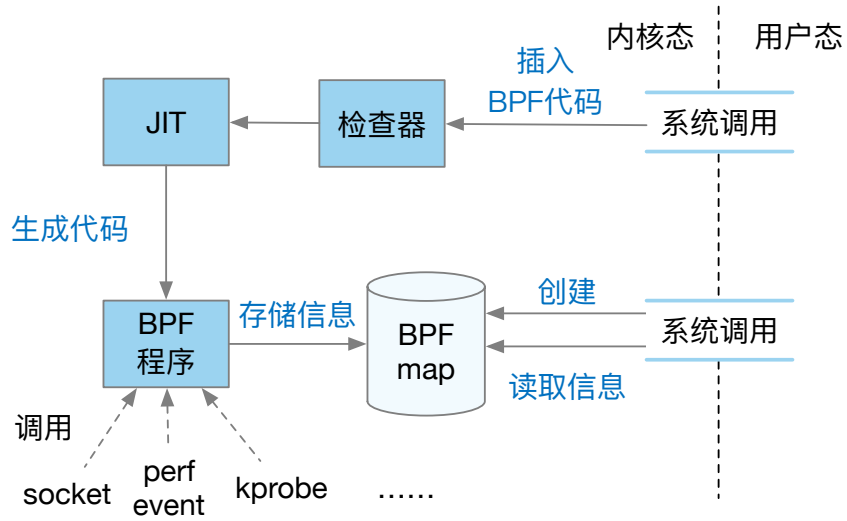 内核态
用户态
插入
BPF代码
JIT
检查器
系统调用
生成代码
BPF
程序
存储信息
BPF
map
创建
读取信息
系统调用
调用
socket
perf
event
kprobe
……